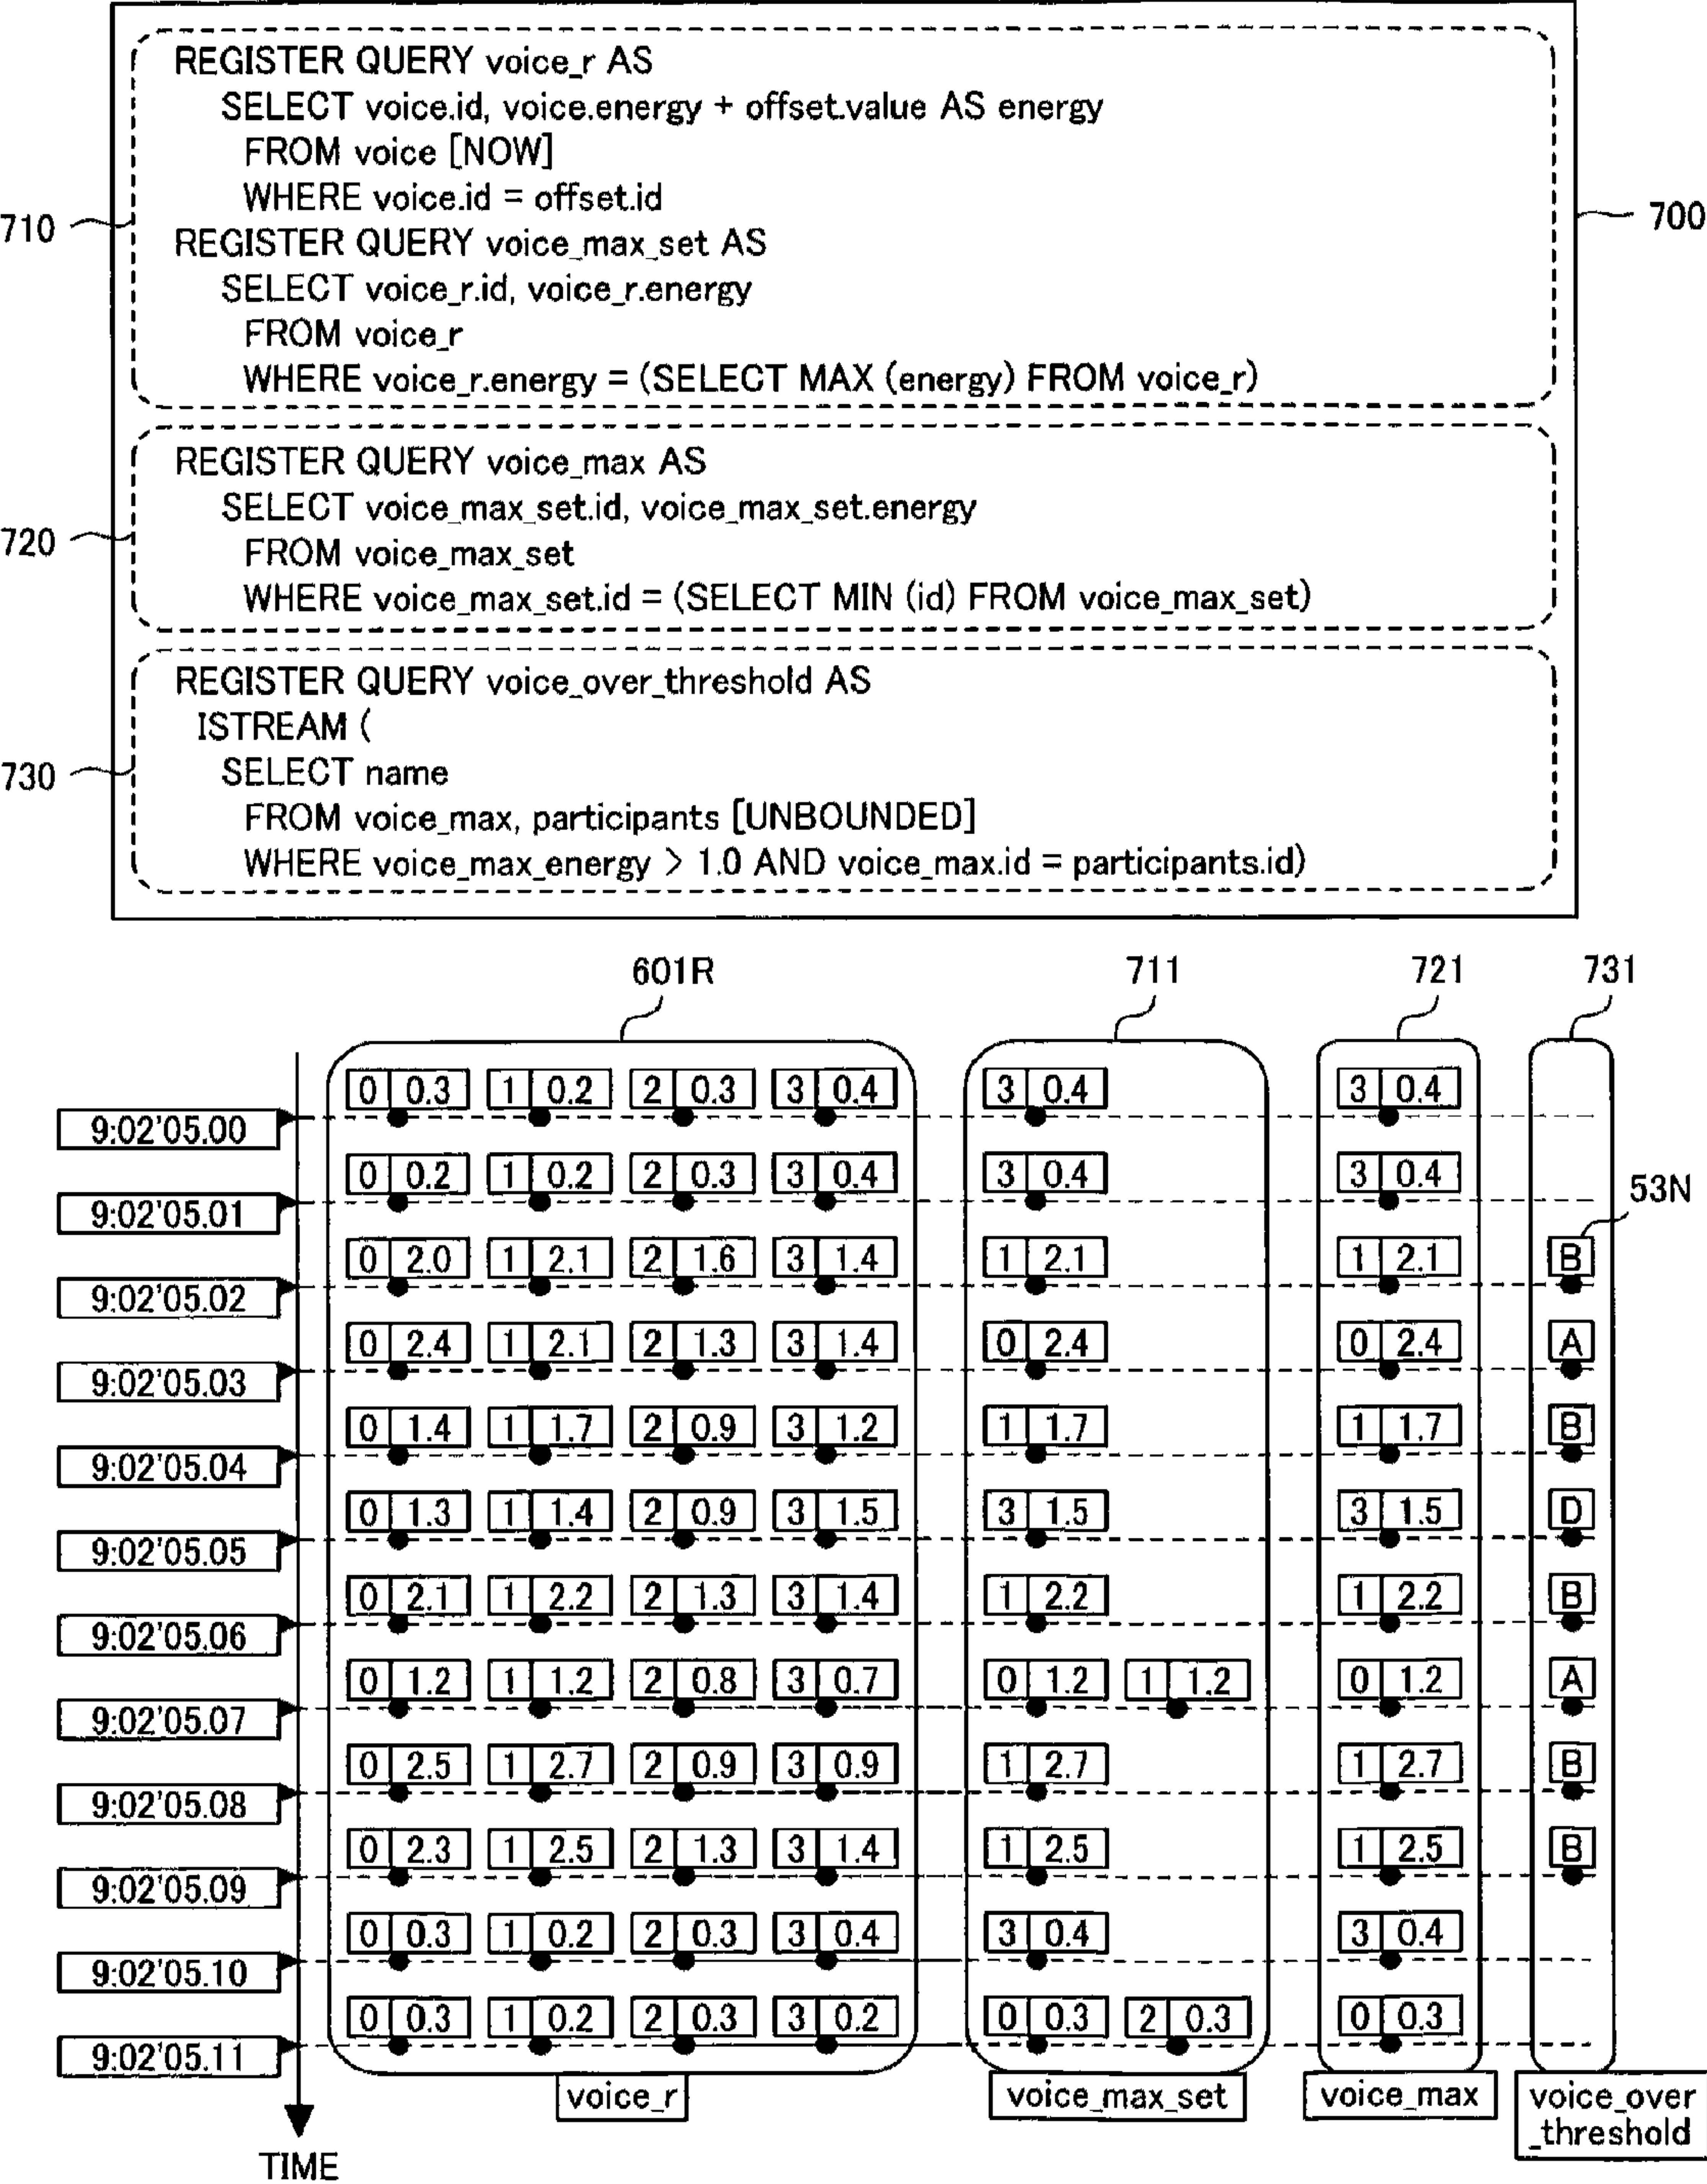 REGISTER QUERY voice_r AS
SELECT voice.id, voice.energy + offset.value AS energy
FROM voice [NOW]
WHERE voice.id = offset.id
REGISTER QUERY voice_max_set AS
SELECT voice_r.id, voice_r.energy
FROM voice_r
WHERE voice_r.energy = (SELECT MAX (energy) FROM voice_r)
710
700
REGISTER QUERY voice_max AS
SELECT voice_max_set.id, voice_max_set.energy
FROM voice_max_set
WHERE voice_max_set.id = (SELECT MIN (id) FROM voice_max_set)
720
REGISTER QUERY voice_over_threshold AS
ISTREAM (
SELECT name
FROM voice_max, participants [UNBOUNDED]
WHERE voice_max_energy > 1.0 AND voice_max.id = participants.id)
730
601R 711 721 731
0 0.3 1 0.2 2 0.3 3 0.4 3 0.4 3 0.4
9:02'05.00
0 0.2 1 0.2 2 0.3 3 0.4 3 0.4 3 0.4
9:02'05.01
53N
0 2.0 1 2.1 2 1.6 3 1.4 1 2.1 1 2.1 B
9:02'05.02
0 2.4 1 2.1 2 1.3 3 1.4 0 2.4 0 2.4 A
9:02'05.03
0 1.4 1 1.7 2 0.9 3 1.2 1 1.7 1 1.7 B
9:02'05.04
0 1.3 1 1.4 2 0.9 3 1.5 3 1.5 3 1.5 D
9:02'05.05
0 2.1 1 2.2 2 1.3 3 1.4 1 2.2 1 2.2 B
9:02'05.06
0 1.2 1 1.2 2 0.8 3 0.7 0 1.2 1 1.2 0 1.2 A
9:02'05.07
0 2.5 1 2.7 2 0.9 3 0.9 1 2.7 1 2.7 B
9:02'05.08
0 2.3 1 2.5 2 1.3 3 1.4 1 2.5 1 2.5 B
9:02'05.09
0 0.3 1 0.2 2 0.3 3 0.4 3 0.4 3 0.4
9:02'05.10
0 0.3 1 0.2 2 0.3 3 0.2 0 0.3 2 0.3 0 0.3
9:02'05.11
voice_r voice_max_set voice_max voice_over
_threshold
TIME